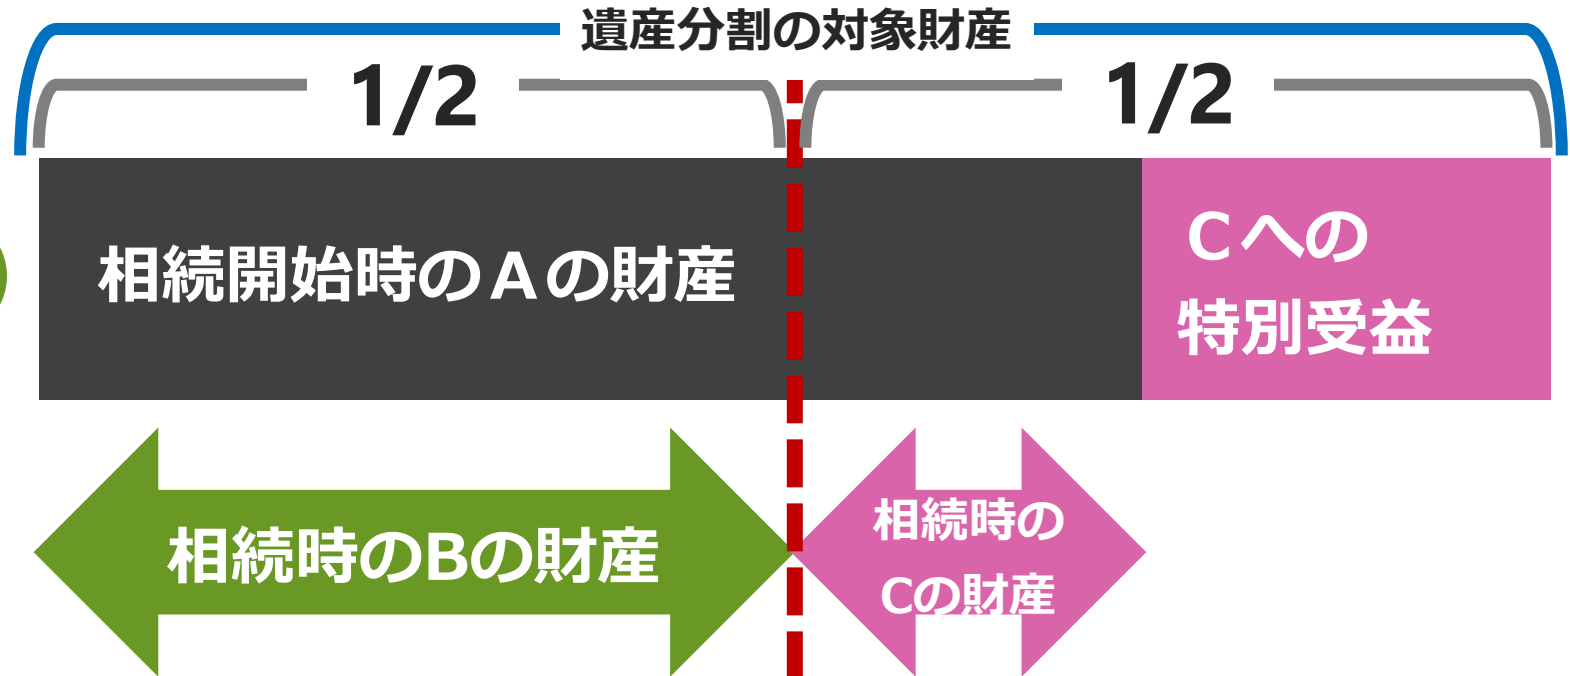 遺産分割の対象財産
1/2
1/2
相続開始時のAの財産
Cへの
特別受益
相続時のBの財産
相続時の
Cの財産